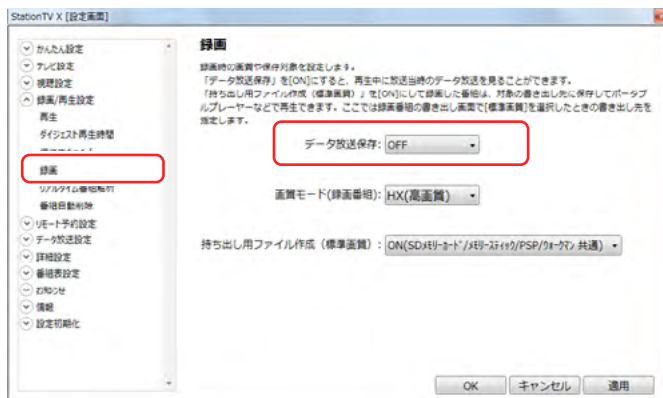 StationTV X [設定画面]
かんたん設定
テレビ設定
視聴設定
録画/再生設定
再生
ダイジェスト再生時間
録画
リアルタイム番組解析
番組自動削除
リモート予約設定
データ放送設定
詳細設定
番組表設定
お知らせ
情報
設定初期化
録画
録画時の画質や保存対象を設定します。
「データ放送保存」を[ON]にすると、再生中に放送当時のデータ放送を見ることができます。
「持ち出し用ファイル作成（標準画質）」を[ON]にして録画した番組は、対象の書き出し先に保存してポータブ
ルプレーヤーなどで再生できます。ここでは録画番組の書き出し画面で[標準画質]を選択したときの書き出し先を
指定します。
データ放送保存: OFF
画質モード(録画番組): HX(高画質)
持ち出し用ファイル作成（標準画質）: ON(SDメモリーカード/メモリースティック/PSP/ウォークマン 共通)
OK キャンセル 適用